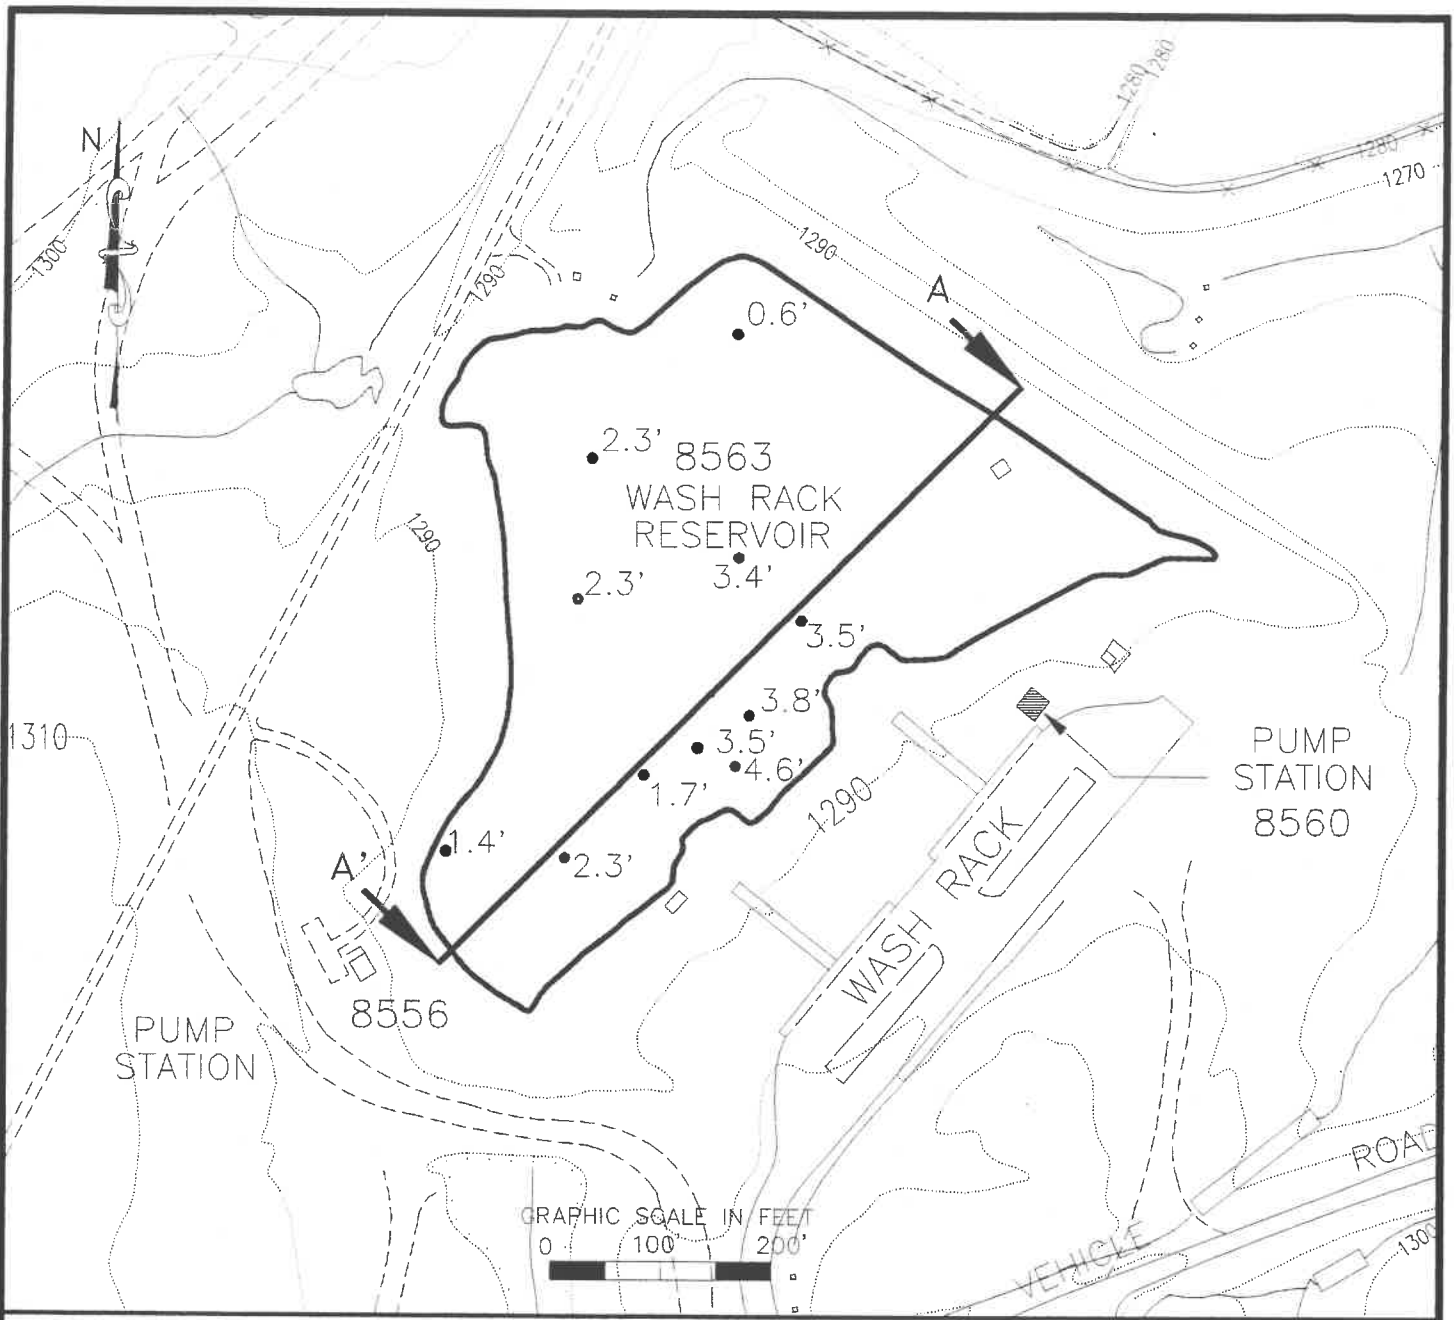 1280
1280
N
1280
1270
1300
1290
1290
A
0.6'
2.3'
8563
WASH RACK
RESERVOIR
1290
3.4'
2.3'
3.5'
3.8'
3.5'
4.6'
1.7'
1310
PUMP
STATION
8560
1290
WASH RACK
1.4'
2.3'
A'
8556
PUMP
STATION
ROAD
VEHICLE
1300
GRAPHIC SCALE IN FEET
0 100 200'